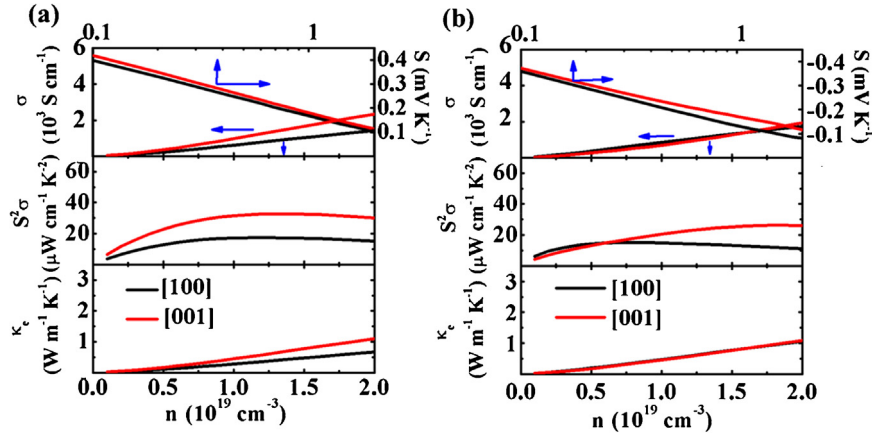 (a)
0.1 1
6
4
2
σ
(10³ S cm⁻¹)
0.4
0.3
0.2
0.1
S (mV K⁻¹)
60
40
20
S²σ
(μW cm⁻¹ K⁻²)
3
2
1
κₑ
(W m⁻¹ K⁻¹)
[100]
[001]
0.0 0.5 1.0 1.5 2.0
n (10¹⁹ cm⁻³)
(b)
0.1 1
6
4
2
σ
(10³ S cm⁻¹)
-0.4
-0.3
-0.2
-0.1
S (mV K⁻¹)
60
40
20
S²σ
(μW cm⁻¹ K⁻²)
3
2
1
κₑ
(W m⁻¹ K⁻¹)
[100]
[001]
0.0 0.5 1.0 1.5 2.0
n (10¹⁹ cm⁻³)